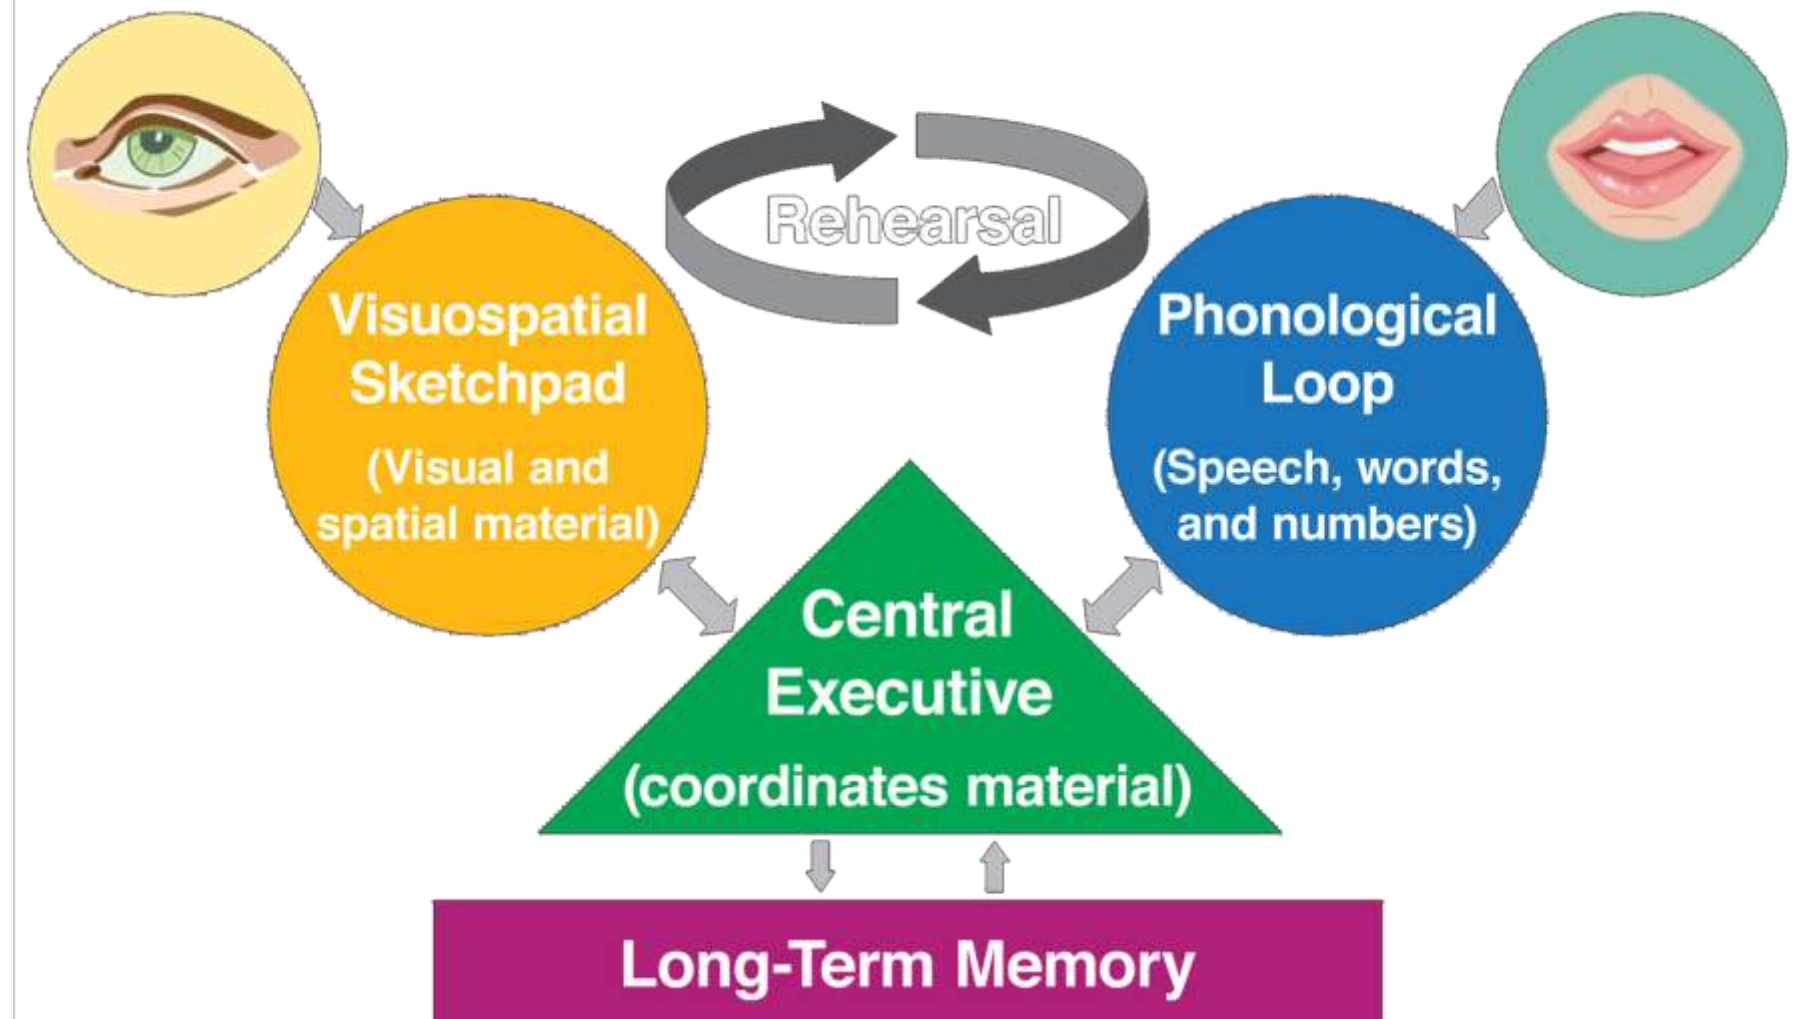 Rehearsal
Visuospatial
Sketchpad
(Visual and
spatial material)
Phonological
Loop
(Speech, words,
and numbers)
Central
Executive
(coordinates material)
Long-Term Memory